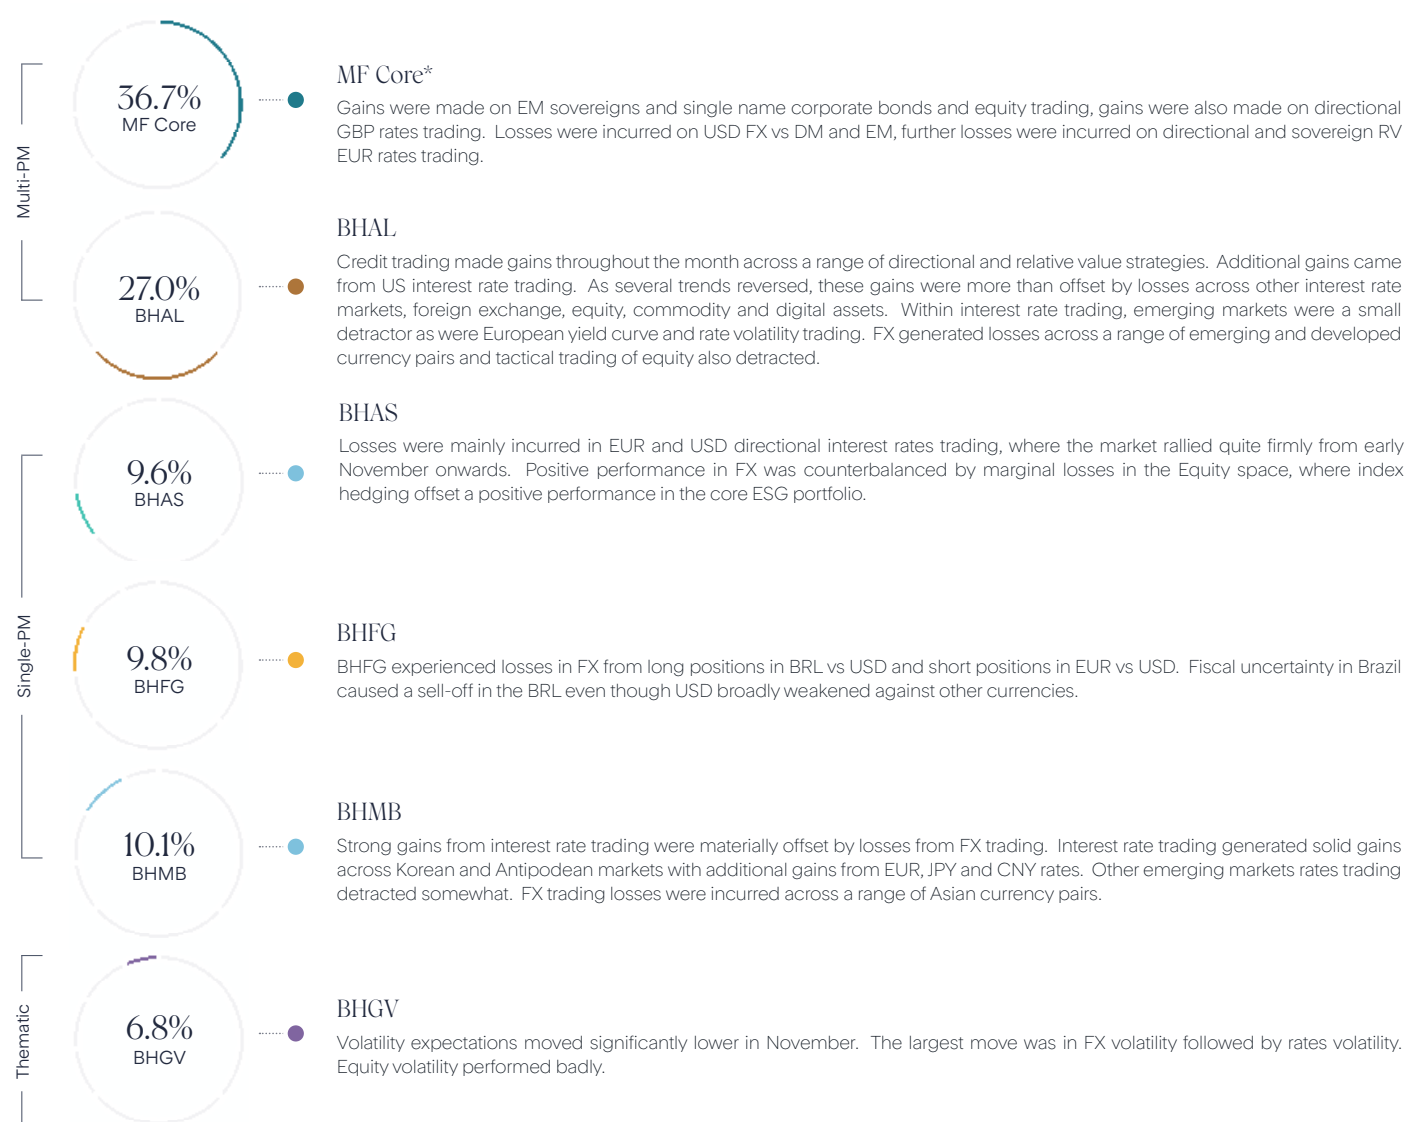 Multi-PM
36.7%
MF Core
MF Core*
Gains were made on EM sovereigns and single name corporate bonds and equity trading, gains were also made on directional
GBP rates trading. Losses were incurred on USD FX vs DM and EM, further losses were incurred on directional and sovereign RV
EUR rates trading.
27.0%
BHAL
BHAL
Credit trading made gains throughout the month across a range of directional and relative value strategies. Additional gains came
from US interest rate trading. As several trends reversed, these gains were more than offset by losses across other interest rate
markets, foreign exchange, equity, commodity and digital assets. Within interest rate trading, emerging markets were a small
detractor as were European yield curve and rate volatility trading. FX generated losses across a range of emerging and developed
currency pairs and tactical trading of equity also detracted.
Single-PM
9.6%
BHAS
BHAS
Losses were mainly incurred in EUR and USD directional interest rates trading, where the market rallied quite firmly from early
November onwards. Positive performance in FX was counterbalanced by marginal losses in the Equity space, where index
hedging offset a positive performance in the core ESG portfolio.
9.8%
BHFG
BHFG
BHFG experienced losses in FX from long positions in BRL vs USD and short positions in EUR vs USD. Fiscal uncertainty in Brazil
caused a sell-off in the BRL even though USD broadly weakened against other currencies.
10.1%
BHMB
BHMB
Strong gains from interest rate trading were materially offset by losses from FX trading. Interest rate trading generated solid gains
across Korean and Antipodean markets with additional gains from EUR, JPY and CNY rates. Other emerging markets rates trading
detracted somewhat. FX trading losses were incurred across a range of Asian currency pairs.
Thematic
6.8%
BHGV
BHGV
Volatility expectations moved significantly lower in November. The largest move was in FX volatility followed by rates volatility.
Equity volatility performed badly.